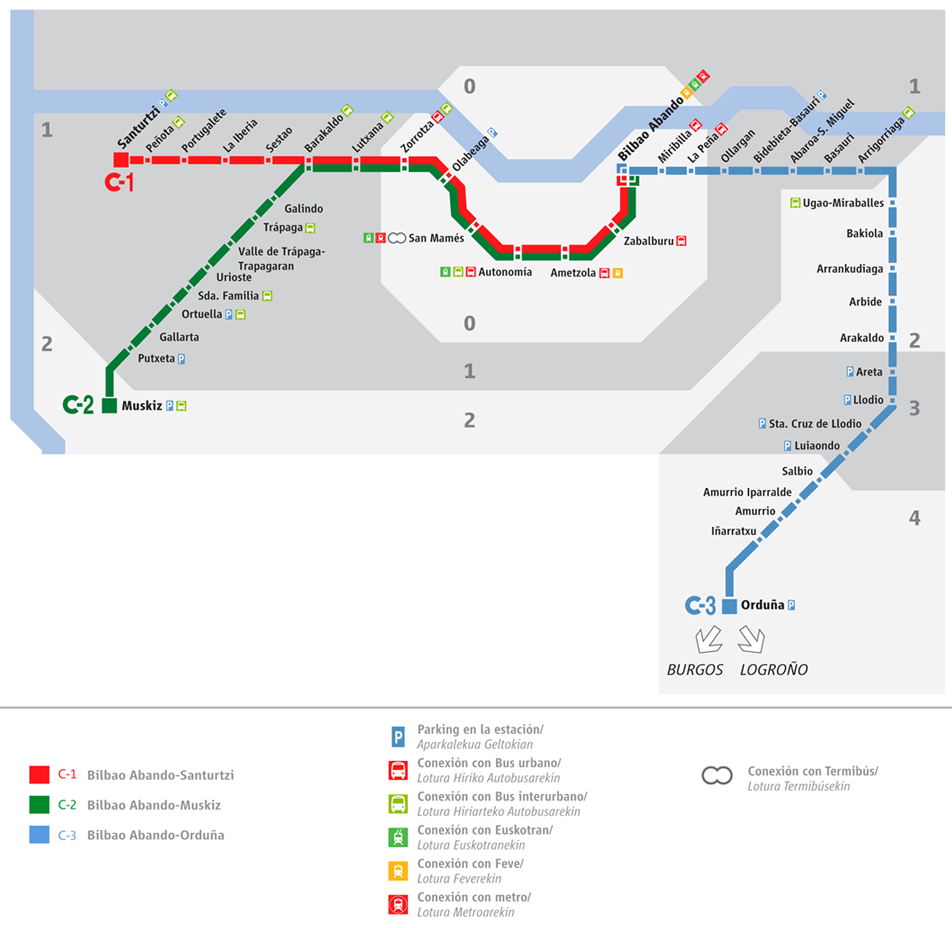 0
1
1
Santurtzi
Peñota
Portugalete
La Iberia
Sestao
Barakaldo
Lutxana
Zorrotza
Olabeaga
Bilbao Abando
Miribilla
La Peña
Ollargan
Bidebieta-Basauri
Abaroa-S. Miguel
Basauri
Arrigorriaga
C-1
Galindo
Trápaga
Valle de Trápaga-
Trapagaran
Urioste
Sda. Familia
Ortuella
Gallarta
Putxeta
2
C-2
Muskiz
San Mamés
Autonomía
Ametzola
Zabalburu
0
1
2
Ugao-Miraballes
Bakiola
Arrankudiaga
Arbide
Arakaldo
2
Areta
Llodio
3
Sta. Cruz de Llodio
Luiaondo
Salbio
Amurrio Iparralde
Amurrio
Iñarratxu
4
C-3
Orduña
BURGOS
LOGROÑO
C-1 Bilbao Abando-Santurtzi
C-2 Bilbao Abando-Muskiz
C-3 Bilbao Abando-Orduña
P
Parking en la estación/
Aparkalekua Geltokian
Conexión con Bus urbano/
Lotura Hiriko Autobusarekin
Conexión con Bus interurbano/
Lotura Hiriarteko Autobusarekin
Conexión con Euskotran/
Lotura Euskotranekin
Conexión con Feve/
Lotura Feverekin
Conexión con metro/
Lotura Metroarekin
Conexión con Termibús/
Lotura Termibúsekin